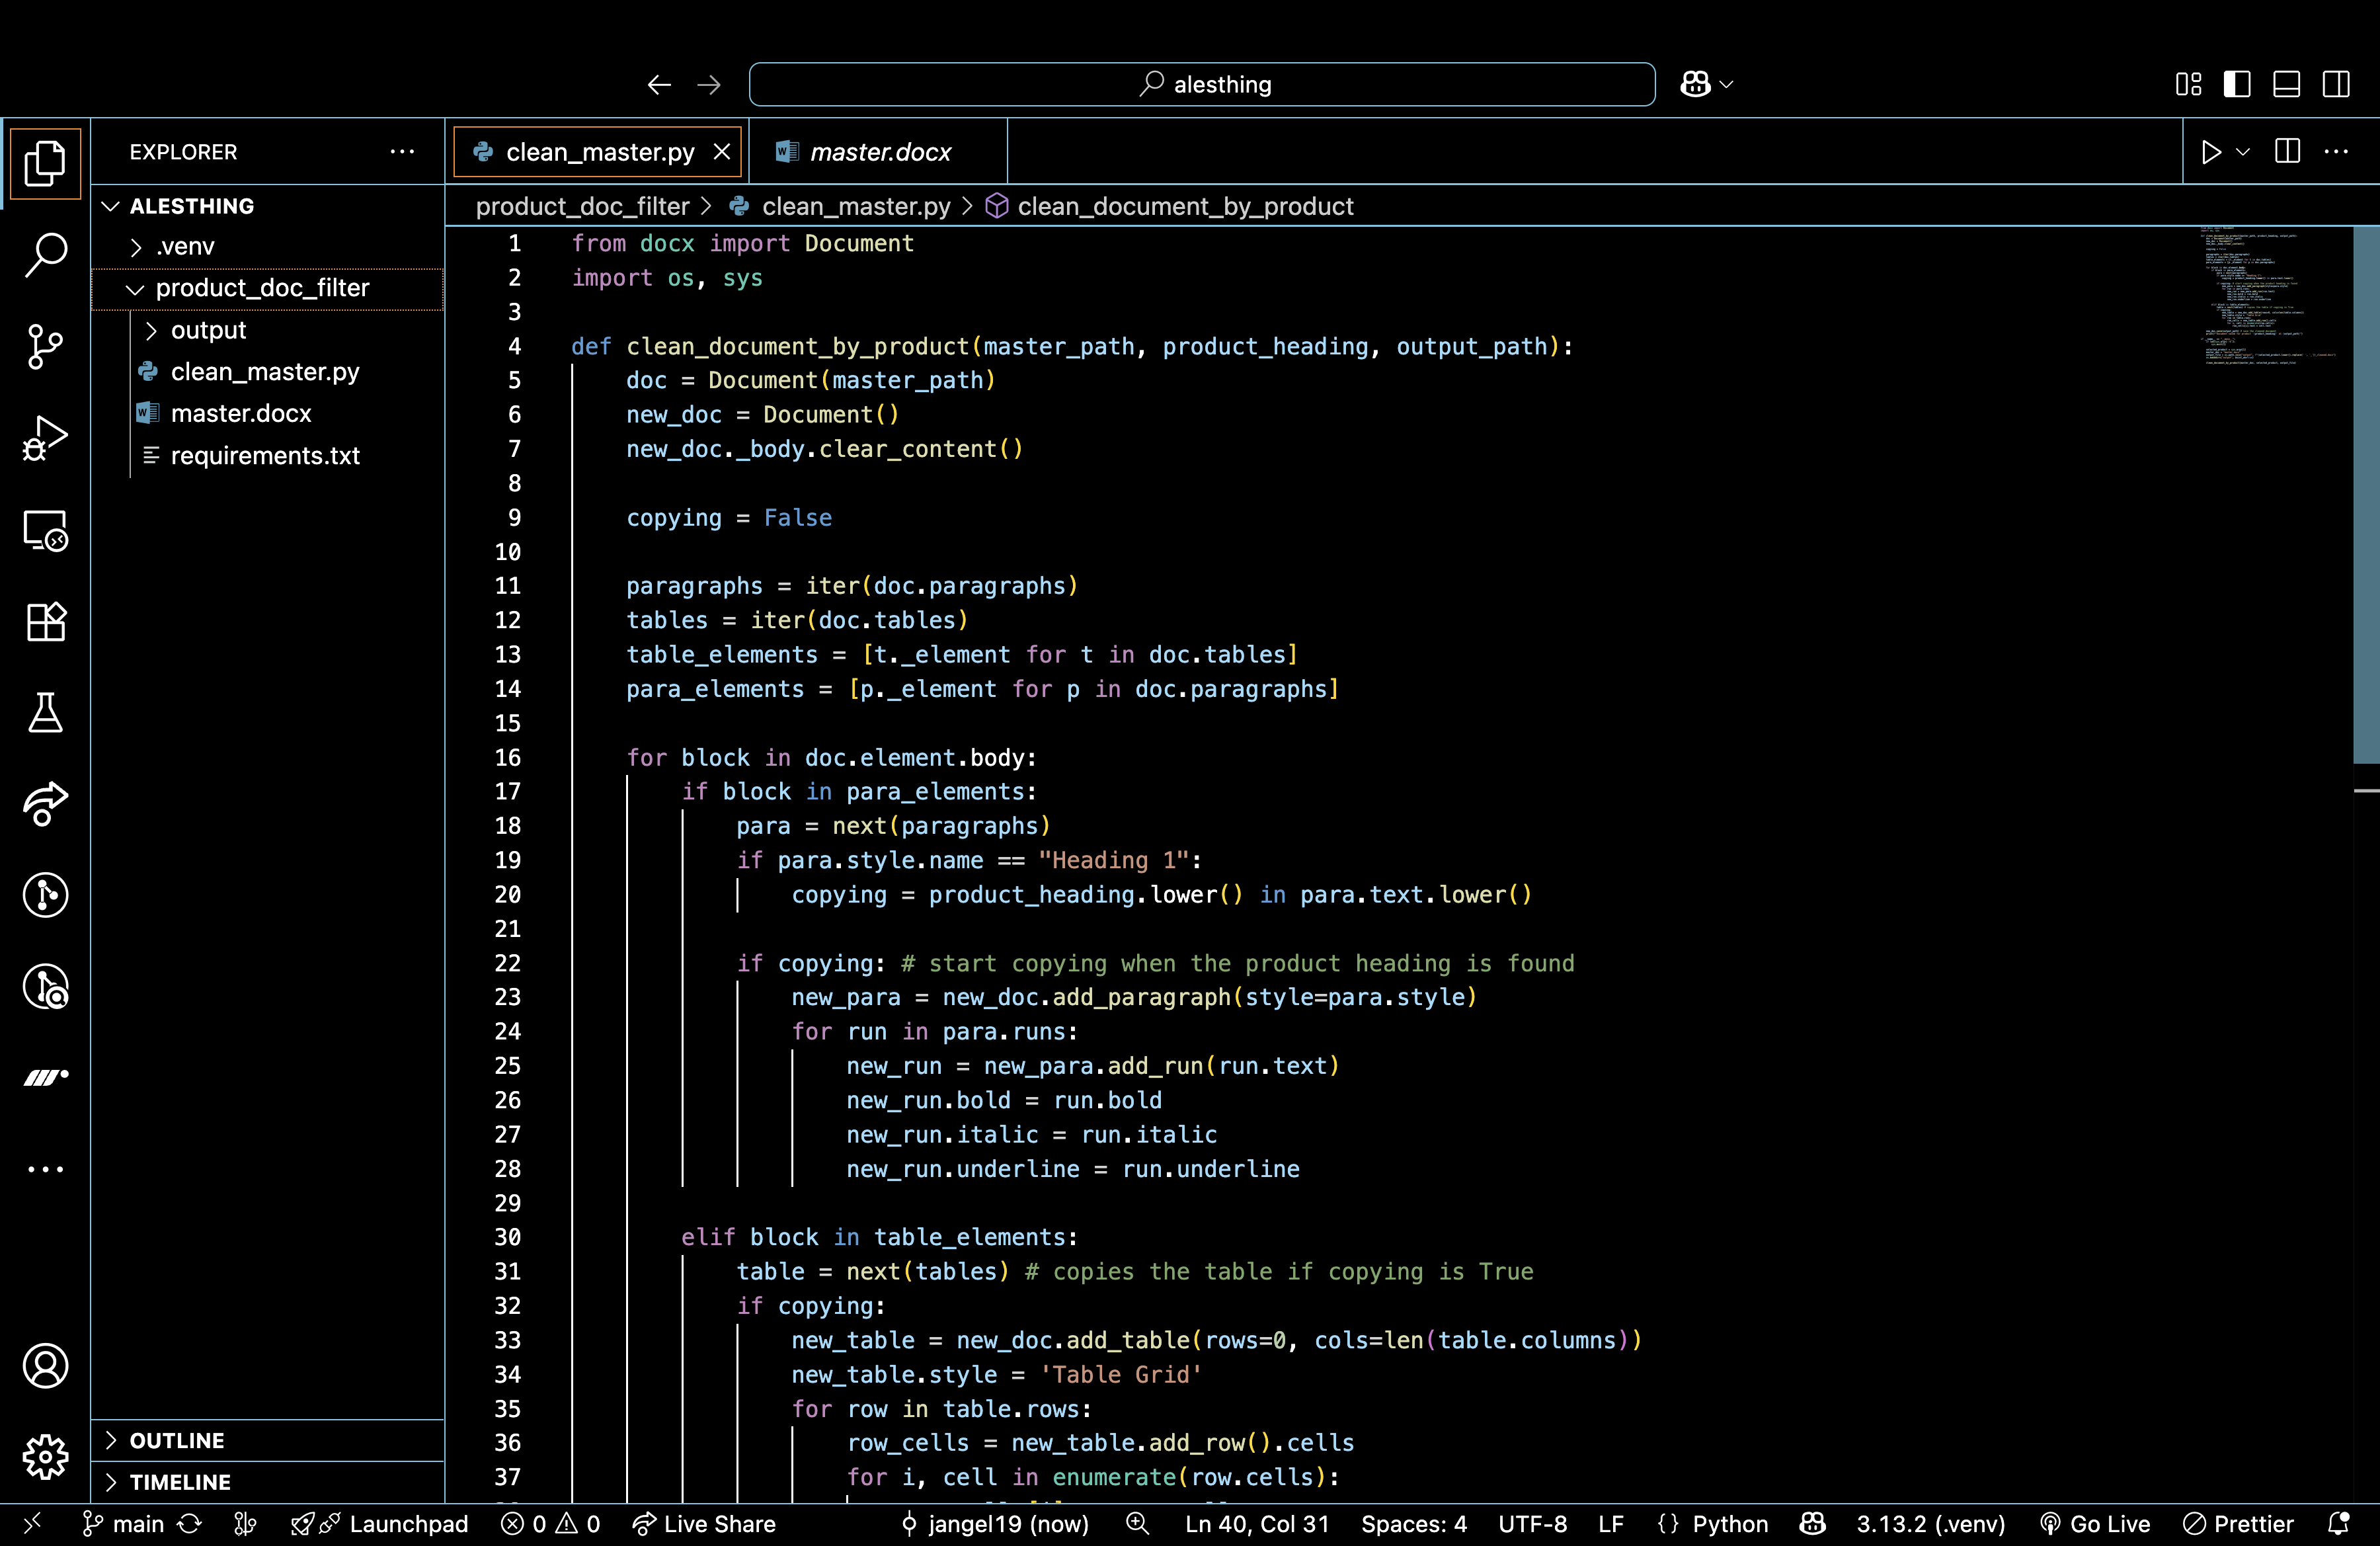 alesthing
EXPLORER
ALESTHING
.venv
product_doc_filter
output
clean_master.py
master.docx
requirements.txt
OUTLINE
TIMELINE
clean_master.py
master.docx
product_doc_filter > clean_master.py > clean_document_by_product
1 from docx import Document
2 import os, sys
3
4 def clean_document_by_product(master_path, product_heading, output_path):
5     doc = Document(master_path)
6     new_doc = Document()
7     new_doc._body.clear_content()
8
9     copying = False
10
11     paragraphs = iter(doc.paragraphs)
12     tables = iter(doc.tables)
13     table_elements = [t._element for t in doc.tables]
14     para_elements = [p._element for p in doc.paragraphs]
15
16     for block in doc.element.body:
17         if block in para_elements:
18             para = next(paragraphs)
19             if para.style.name == "Heading 1":
20                 copying = product_heading.lower() in para.text.lower()
21
22             if copying: # start copying when the product heading is found
23                 new_para = new_doc.add_paragraph(style=para.style)
24                 for run in para.runs:
25                     new_run = new_para.add_run(run.text)
26                     new_run.bold = run.bold
27                     new_run.italic = run.italic
28                     new_run.underline = run.underline
29
30         elif block in table_elements:
31             table = next(tables) # copies the table if copying is True
32             if copying:
33                 new_table = new_doc.add_table(rows=0, cols=len(table.columns))
34                 new_table.style = 'Table Grid'
35                 for row in table.rows:
36                     row_cells = new_table.add_row().cells
37                     for i, cell in enumerate(row.cells):
main Launchpad 0 0 Live Share jangel19 (now) Ln 40, Col 31 Spaces: 4 UTF-8 LF {} Python 3.13.2 (.venv) Go Live Prettier